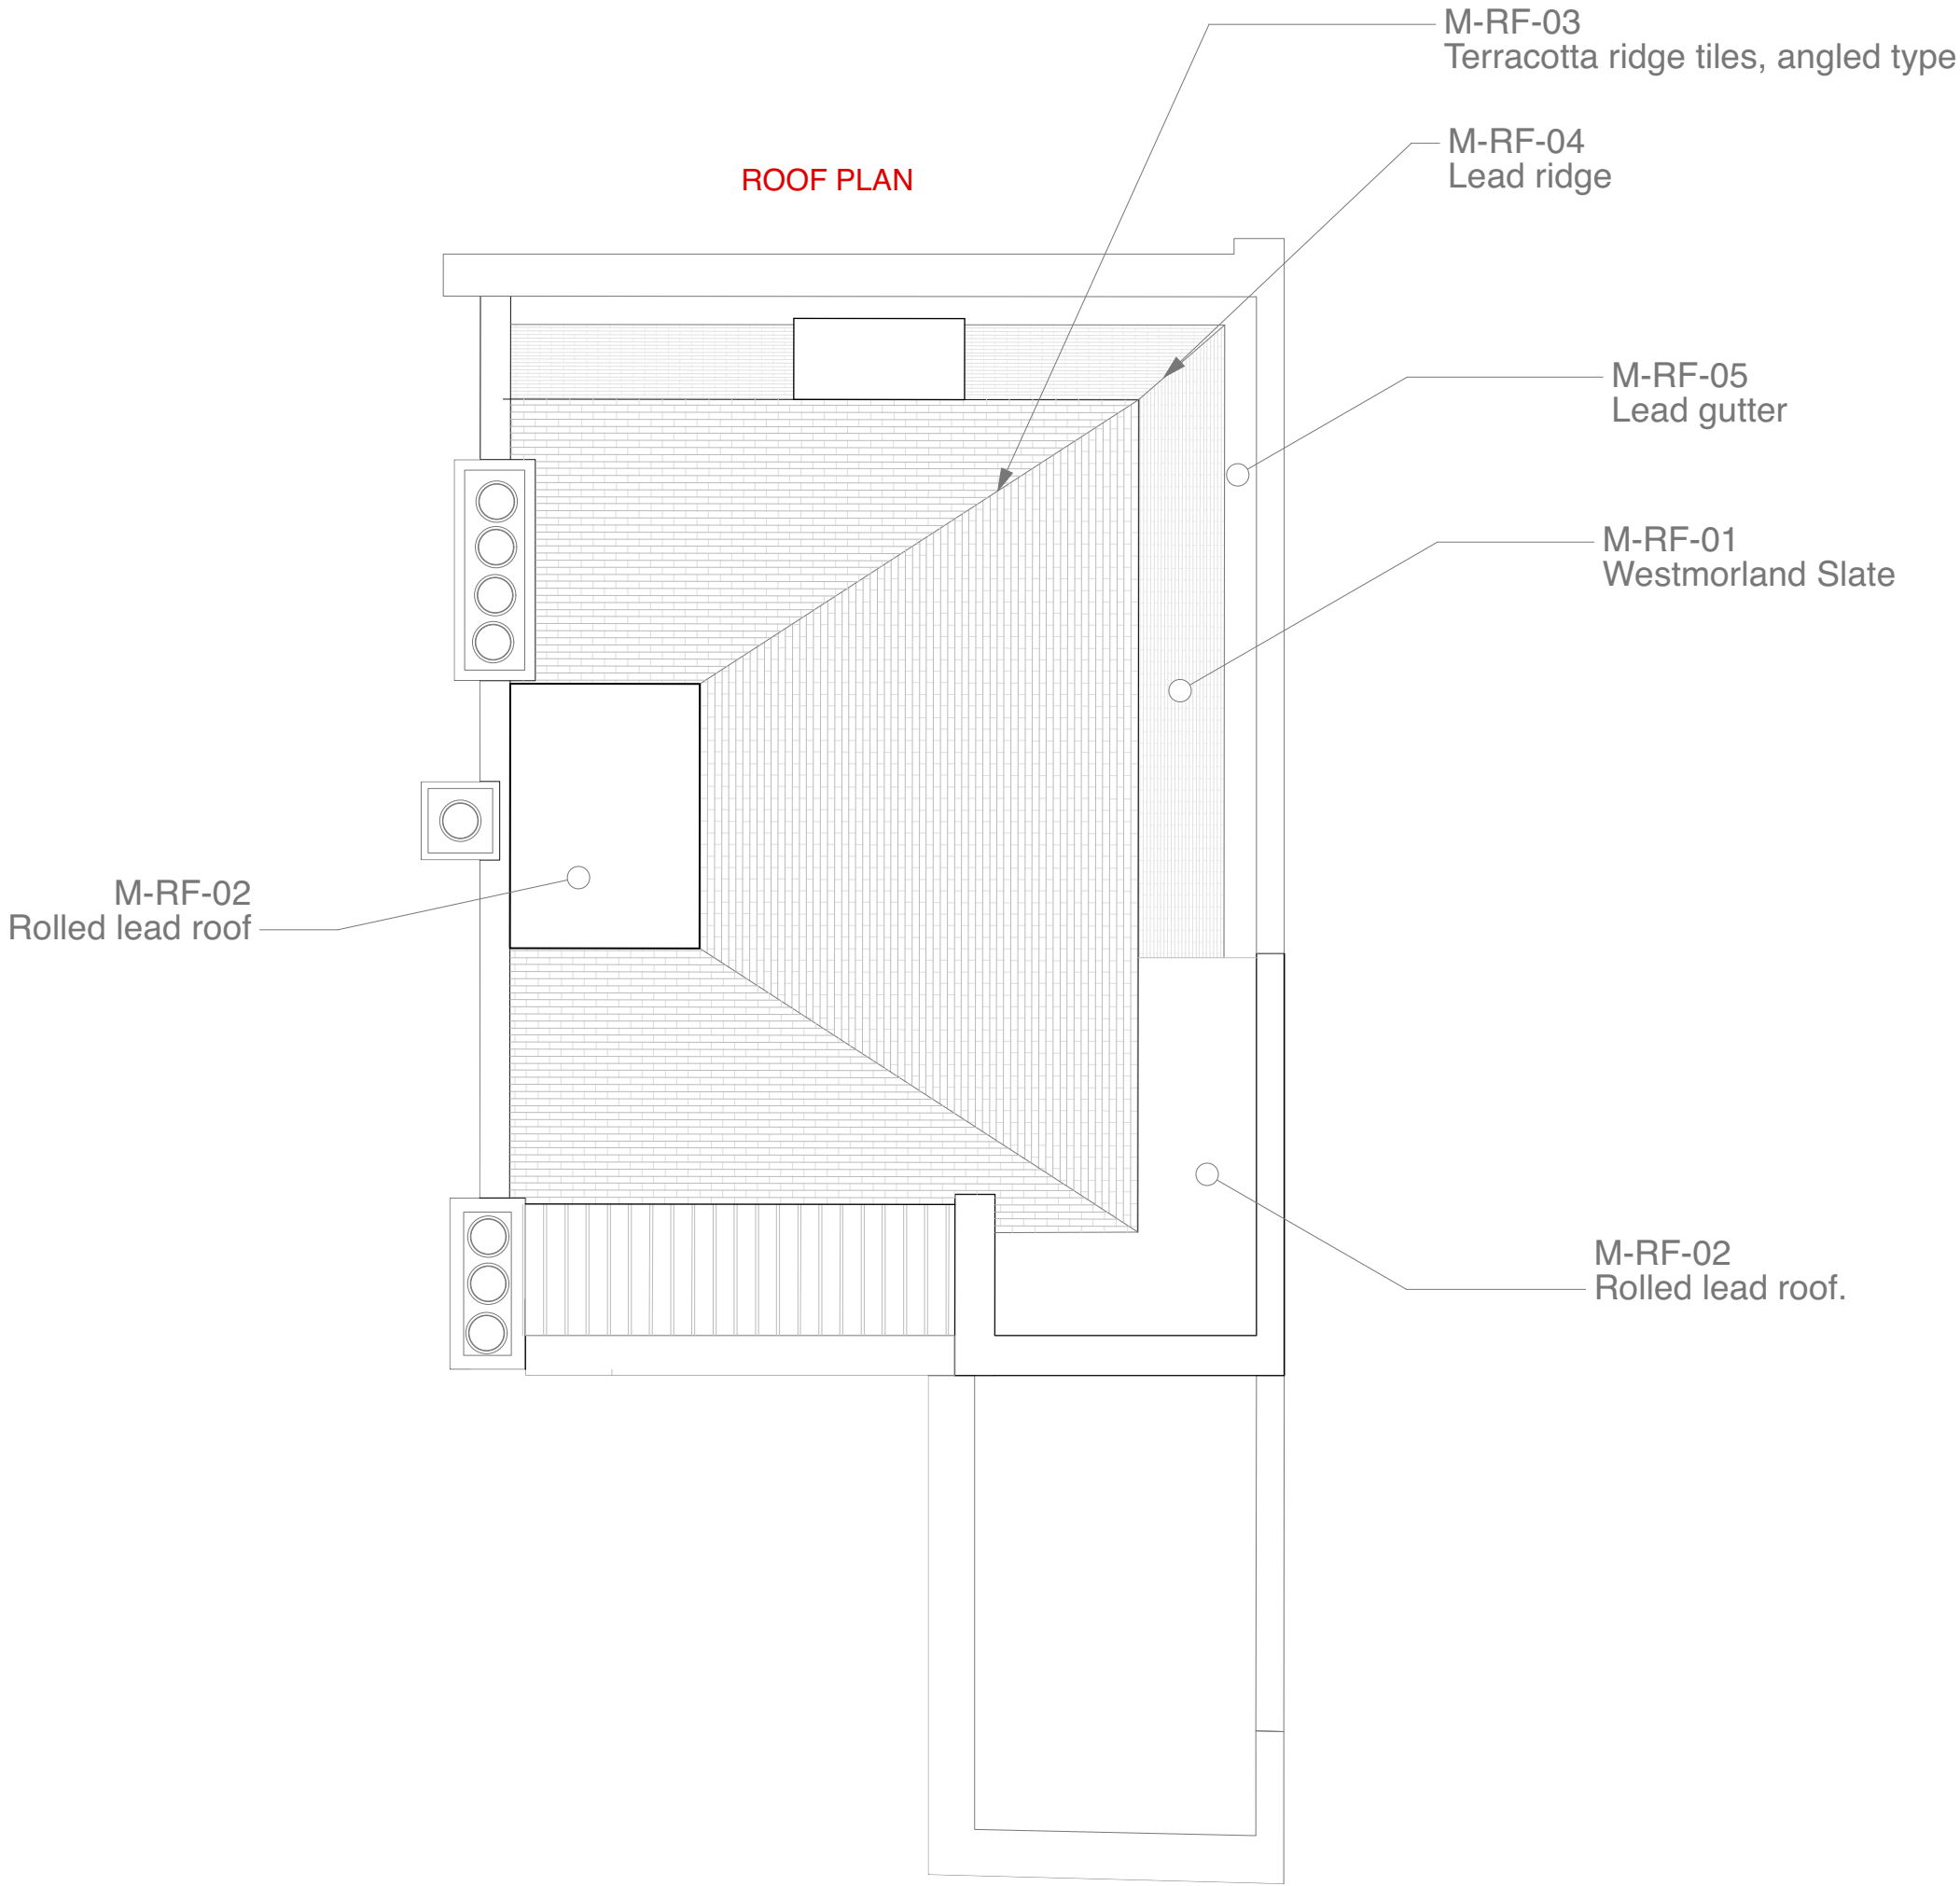 M-RF-03
Terracotta ridge tiles, angled type
M-RF-04
Lead ridge
ROOF PLAN
M-RF-05
Lead gutter
M-RF-01
Westmorland Slate
M-RF-02
Rolled lead roof
M-RF-02
Rolled lead roof.